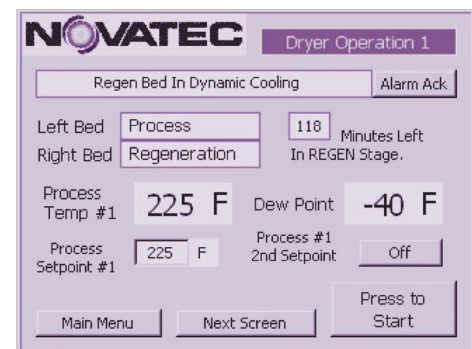 NOVATEC
Dryer Operation 1
Regen Bed In Dynamic Cooling
Alarm Ack
Left Bed Process
118 Minutes Left
Right Bed Regeneration
In REGEN Stage.
Process
Temp #1
225 F
Dew Point
-40 F
Process
Setpoint #1
225 F
Process #1
2nd Setpoint
Off
Main Menu
Next Screen
Press to
Start